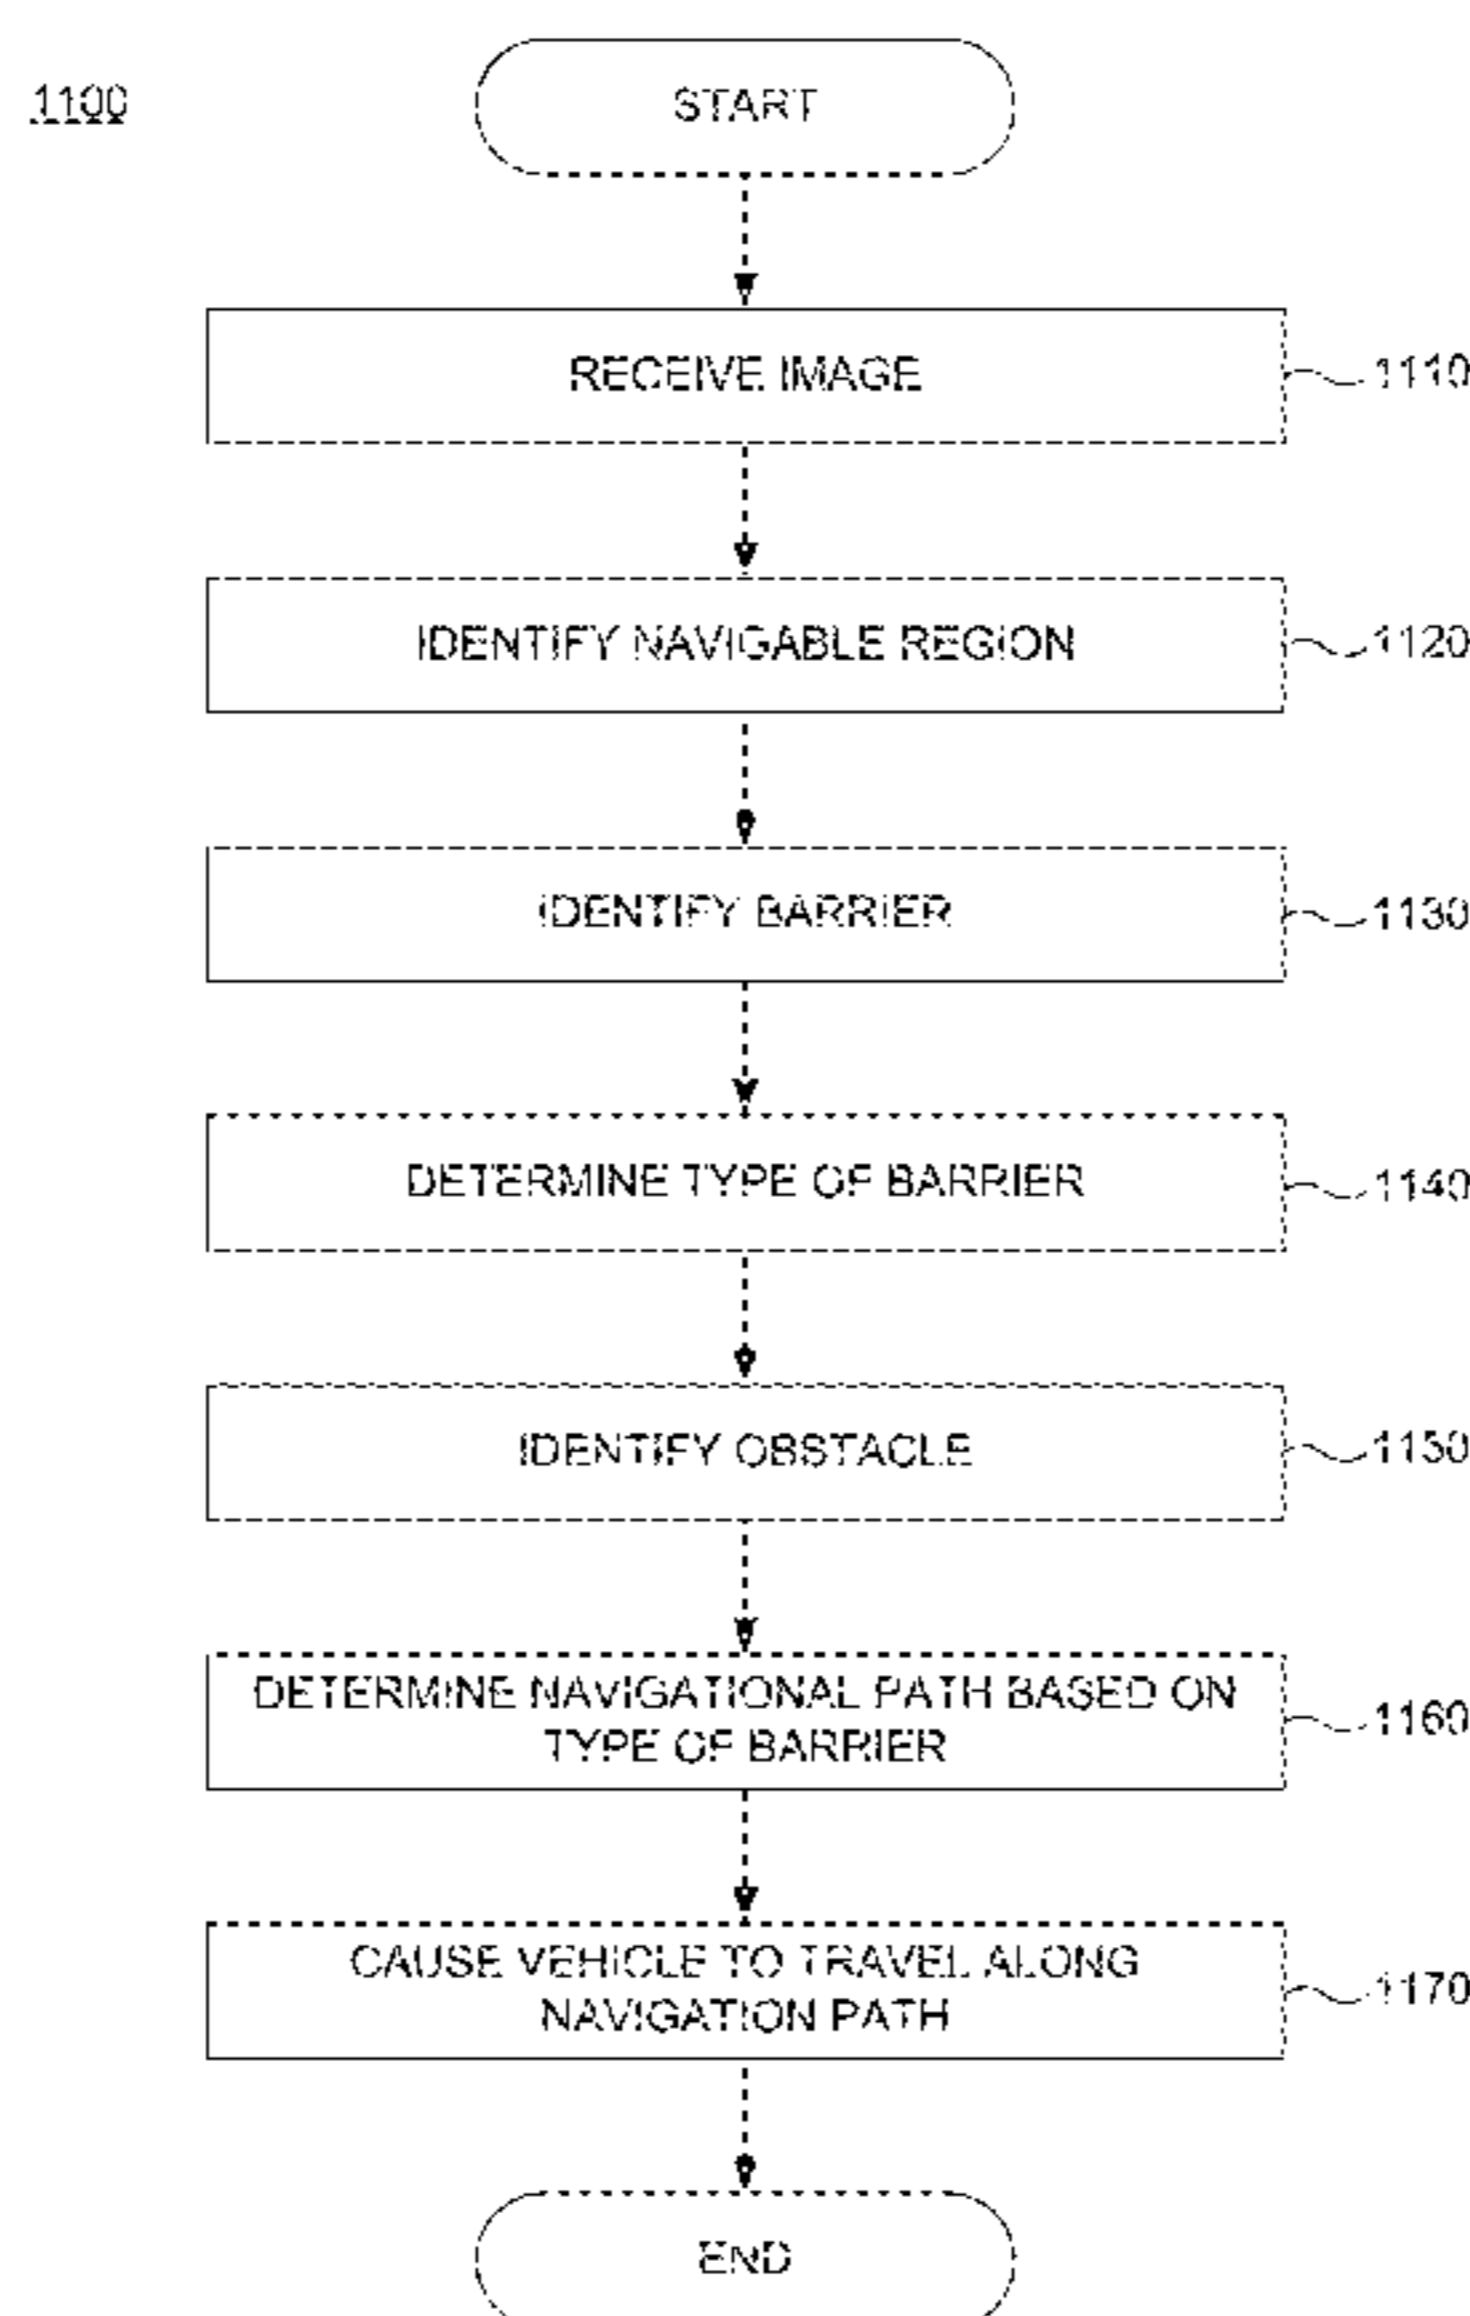 1100
START
RECEIVE IMAGE
1110
IDENTIFY NAVIGABLE REGION
1120
IDENTIFY BARRIER
1130
DETERMINE TYPE OF BARRIER
1140
IDENTIFY OBSTACLE
1150
DETERMINE NAVIGATIONAL PATH BASED ON
TYPE OF BARRIER
1160
CAUSE VEHICLE TO TRAVEL ALONG
NAVIGATION PATH
1170
END